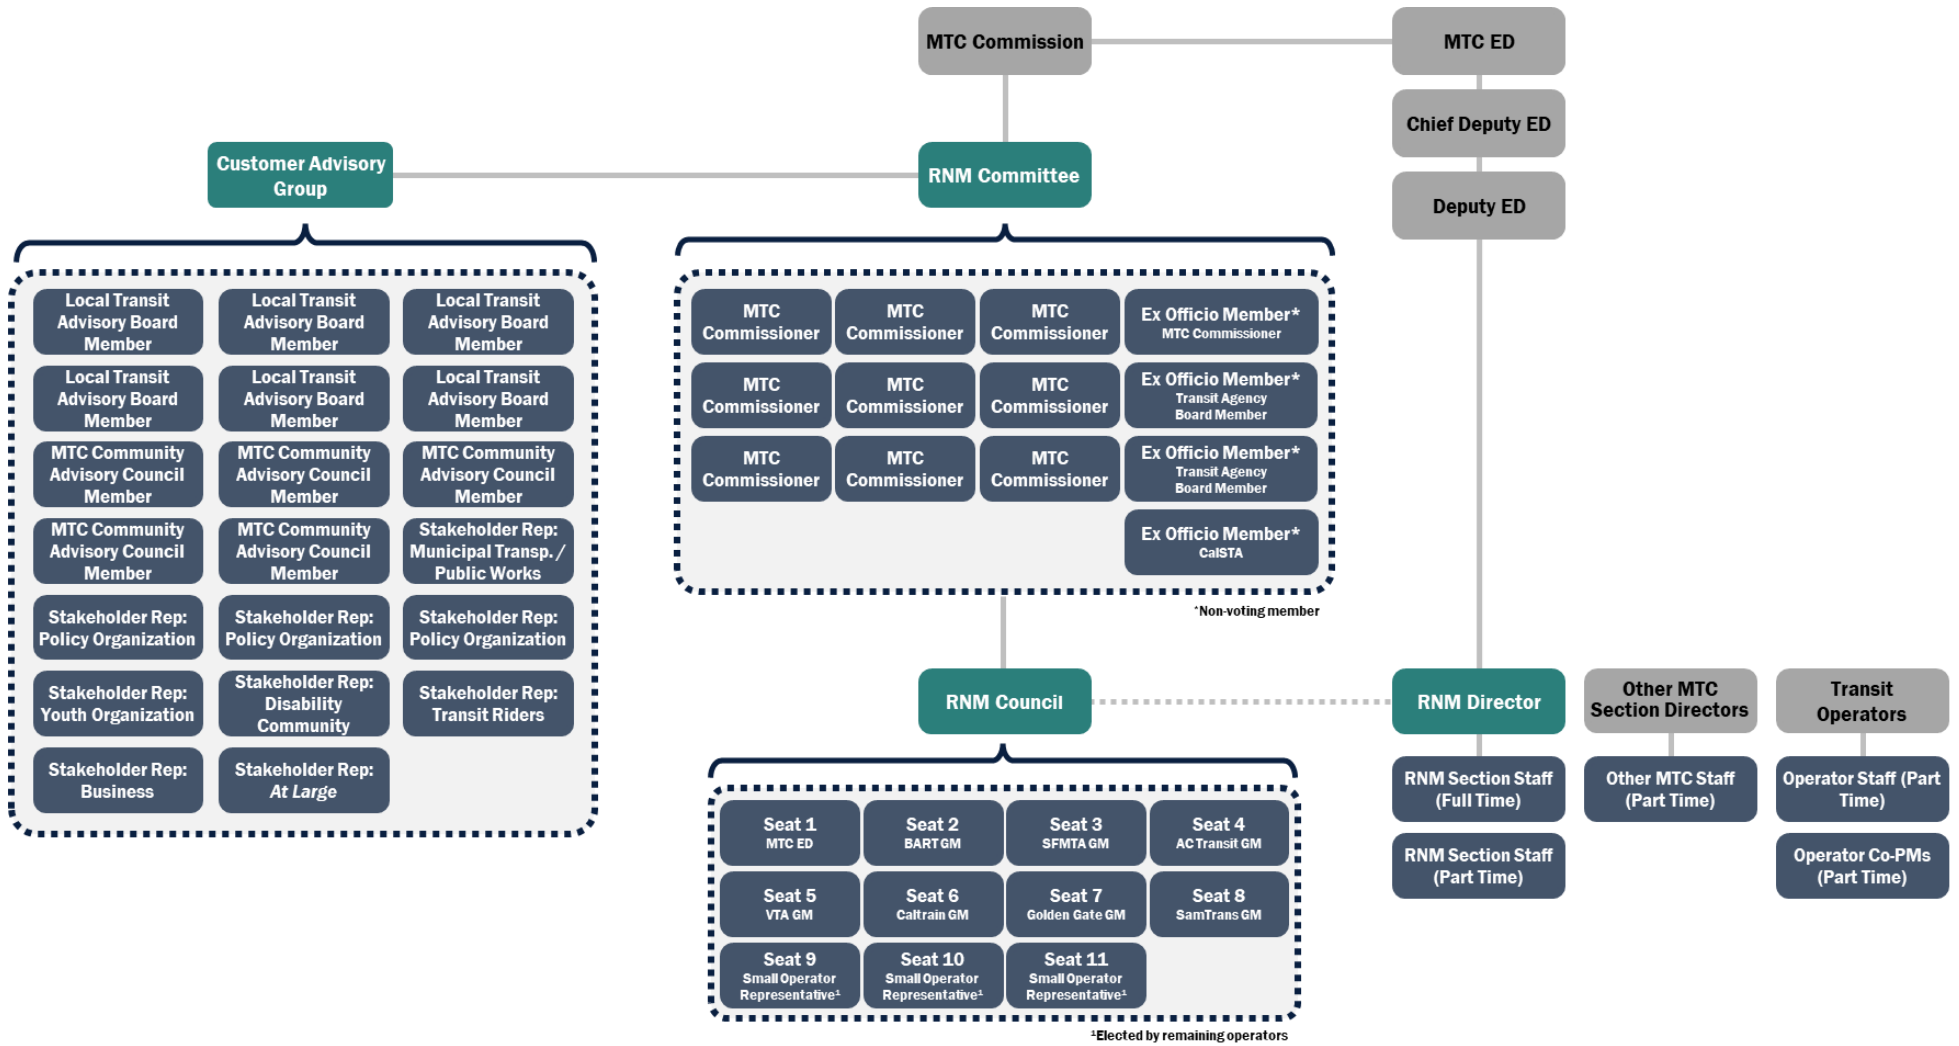 MTC Commission
MTC ED
Chief Deputy ED
Deputy ED
Customer Advisory
Group
RNM Committee
Local Transit
Advisory Board
Member
Local Transit
Advisory Board
Member
Local Transit
Advisory Board
Member
Local Transit
Advisory Board
Member
Local Transit
Advisory Board
Member
Local Transit
Advisory Board
Member
MTC Community
Advisory Council
Member
MTC Community
Advisory Council
Member
MTC Community
Advisory Council
Member
MTC Community
Advisory Council
Member
MTC Community
Advisory Council
Member
Stakeholder Rep:
Municipal Transp. /
Public Works
Stakeholder Rep:
Policy Organization
Stakeholder Rep:
Policy Organization
Stakeholder Rep:
Policy Organization
Stakeholder Rep:
Youth Organization
Stakeholder Rep:
Disability
Community
Stakeholder Rep:
Transit Riders
Stakeholder Rep:
Business
Stakeholder Rep:
At Large
MTC
Commissioner
MTC
Commissioner
MTC
Commissioner
Ex Officio Member*
MTC Commissioner
MTC
Commissioner
MTC
Commissioner
MTC
Commissioner
Ex Officio Member*
Transit Agency
Board Member
MTC
Commissioner
MTC
Commissioner
MTC
Commissioner
Ex Officio Member*
Transit Agency
Board Member
Ex Officio Member*
CalSTA
*Non-voting member
RNM Council
RNM Director
Other MTC
Section Directors
Transit
Operators
Seat 1
MTC ED
Seat 2
BART GM
Seat 3
SFMTA GM
Seat 4
AC Transit GM
Seat 5
VTA GM
Seat 6
Caltrain GM
Seat 7
Golden Gate GM
Seat 8
SamTrans GM
Seat 9
Small Operator
Representative¹
Seat 10
Small Operator
Representative¹
Seat 11
Small Operator
Representative¹
¹Elected by remaining operators
RNM Section Staff
(Full Time)
Other MTC Staff
(Part Time)
Operator Staff (Part
Time)
RNM Section Staff
(Part Time)
Operator Co-PMs
(Part Time)